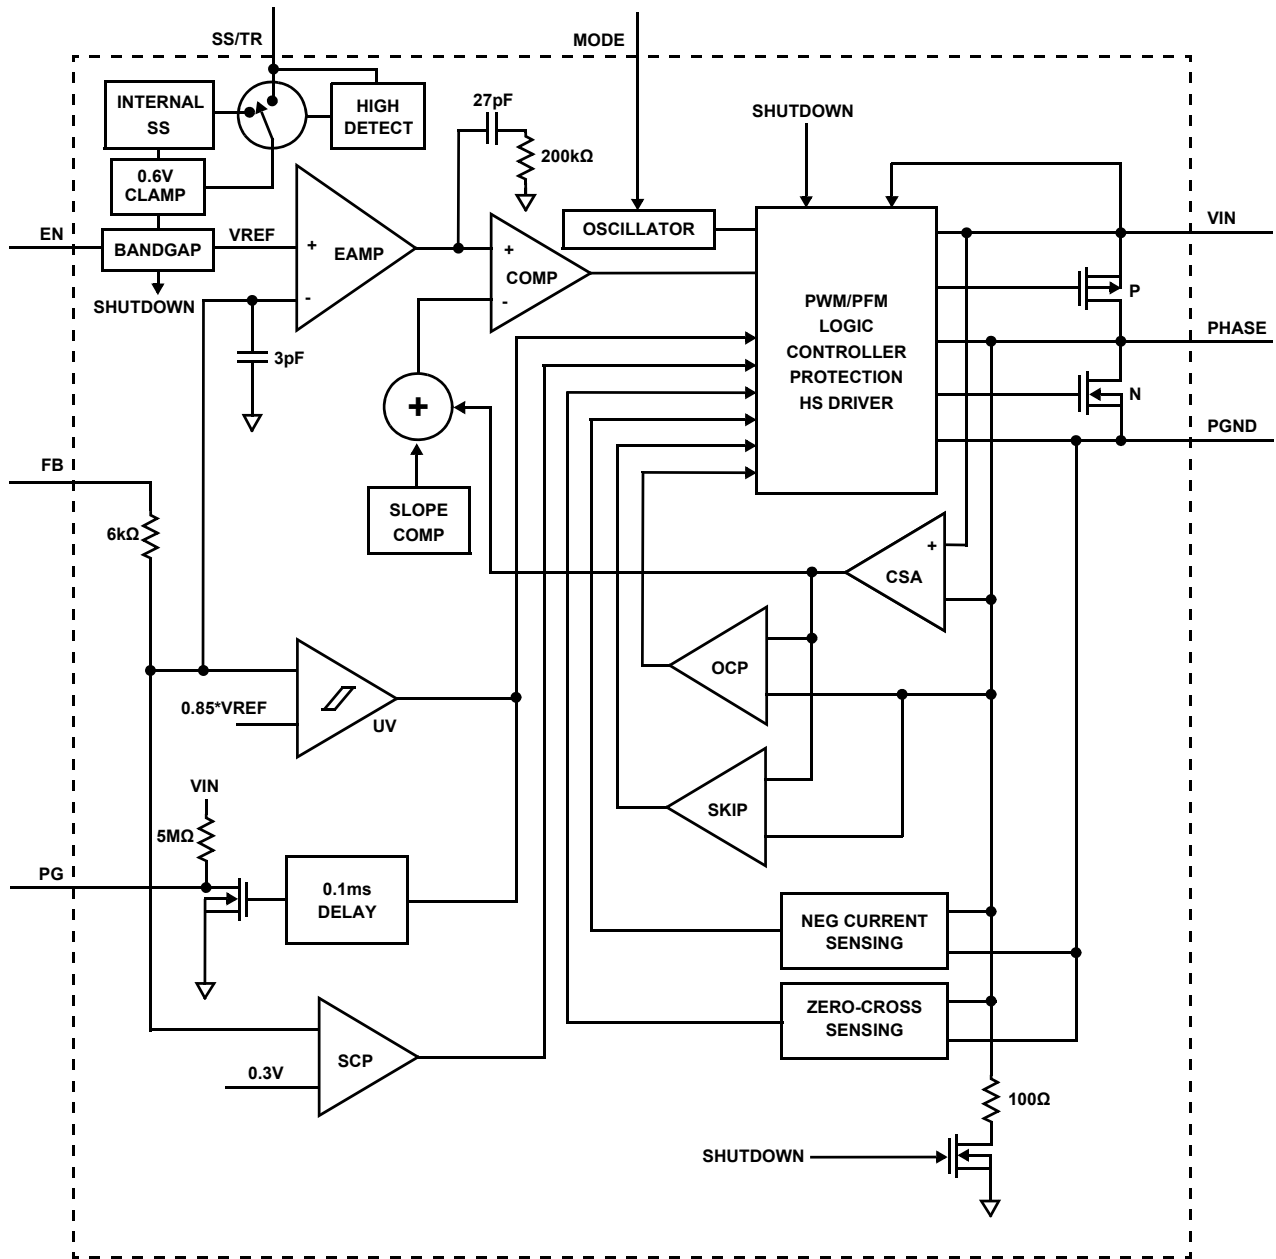 SS/TR
MODE
INTERNAL
SS
HIGH
DETECT
27pF
200kΩ
SHUTDOWN
0.6V
CLAMP
EN
BANDGAP
VREF
SHUTDOWN
+
-
EAMP
+
-
COMP
OSCILLATOR
PWM/PFM
LOGIC
CONTROLLER
PROTECTION
HS DRIVER
VIN
P
PHASE
N
PGND
3pF
+
FB
6kΩ
SLOPE
COMP
+
CSA
OCP
0.85*VREF
UV
SKIP
VIN
5MΩ
PG
0.1ms
DELAY
NEG CURRENT
SENSING
ZERO-CROSS
SENSING
SCP
0.3V
100Ω
SHUTDOWN